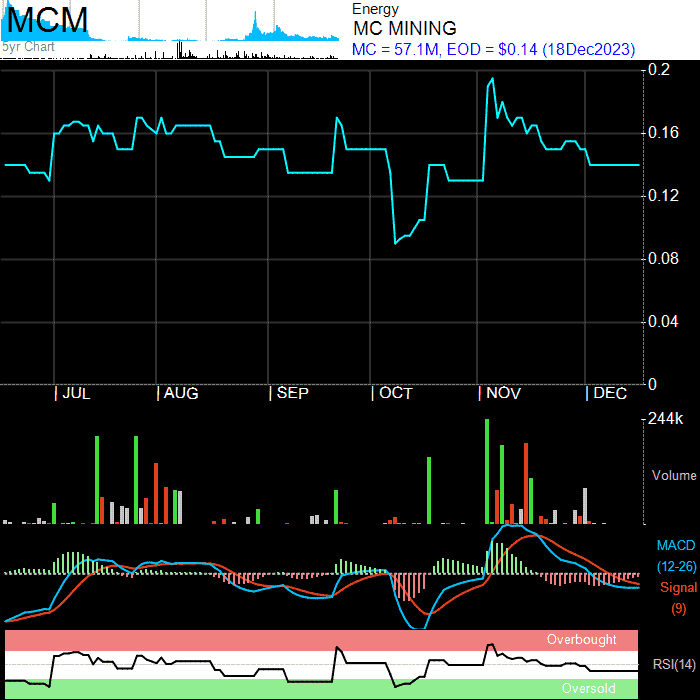 MCM
5yr Chart
Energy
MC MINING
MC = 57.1M, EOD = $0.14 (18Dec2023)
0.2
0.16
0.12
0.08
0.04
0
JUL AUG SEP OCT NOV DEC
244k
Volume
MACD
(12-26)
Signal
(9)
Overbought
RSI(14)
Oversold